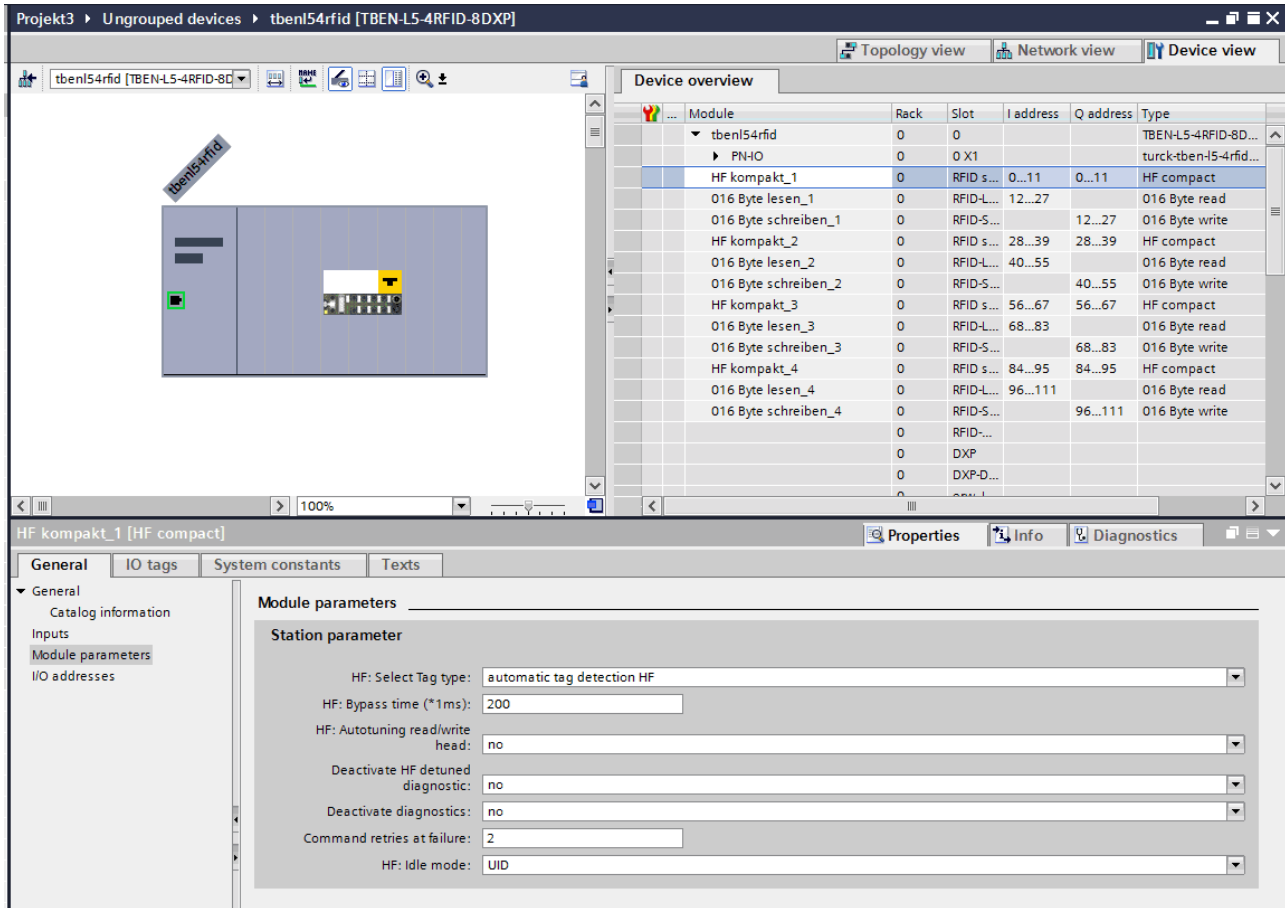 Projekt3 ▸ Ungrouped devices ▸ tbenl54rfid [TBEN-L5-4RFID-8DXP]
Topology view Network view Device view
tbenl54rfid [TBEN-L5-4RFID-8D
Device overview
... Module Rack Slot I address Q address Type
tbenl54rfid 0 0 TBEN-L5-4RFID-8D...
PN-IO 0 0 X1 turck-tben-l5-4rfid...
HF kompakt_1 0 RFID s... 0...11 0...11 HF compact
016 Byte lesen_1 0 RFID-L... 12...27 016 Byte read
016 Byte schreiben_1 0 RFID-S... 12...27 016 Byte write
HF kompakt_2 0 RFID s... 28...39 28...39 HF compact
016 Byte lesen_2 0 RFID-L... 40...55 016 Byte read
016 Byte schreiben_2 0 RFID-S... 40...55 016 Byte write
HF kompakt_3 0 RFID s... 56...67 56...67 HF compact
016 Byte lesen_3 0 RFID-L... 68...83 016 Byte read
016 Byte schreiben_3 0 RFID-S... 68...83 016 Byte write
HF kompakt_4 0 RFID s... 84...95 84...95 HF compact
016 Byte lesen_4 0 RFID-L... 96...111 016 Byte read
016 Byte schreiben_4 0 RFID-S... 96...111 016 Byte write
0 RFID-...
0 DXP
0 DXP-D...
tbenl54rfid
100%
HF kompakt_1 [HF compact]
Properties Info Diagnostics
General IO tags System constants Texts
General
Catalog information
Inputs
Module parameters
I/O addresses
Module parameters
Station parameter
HF: Select Tag type: automatic tag detection HF
HF: Bypass time (*1ms): 200
HF: Autotuning read/write
head: no
Deactivate HF detuned
diagnostic: no
Deactivate diagnostics: no
Command retries at failure: 2
HF: Idle mode: UID